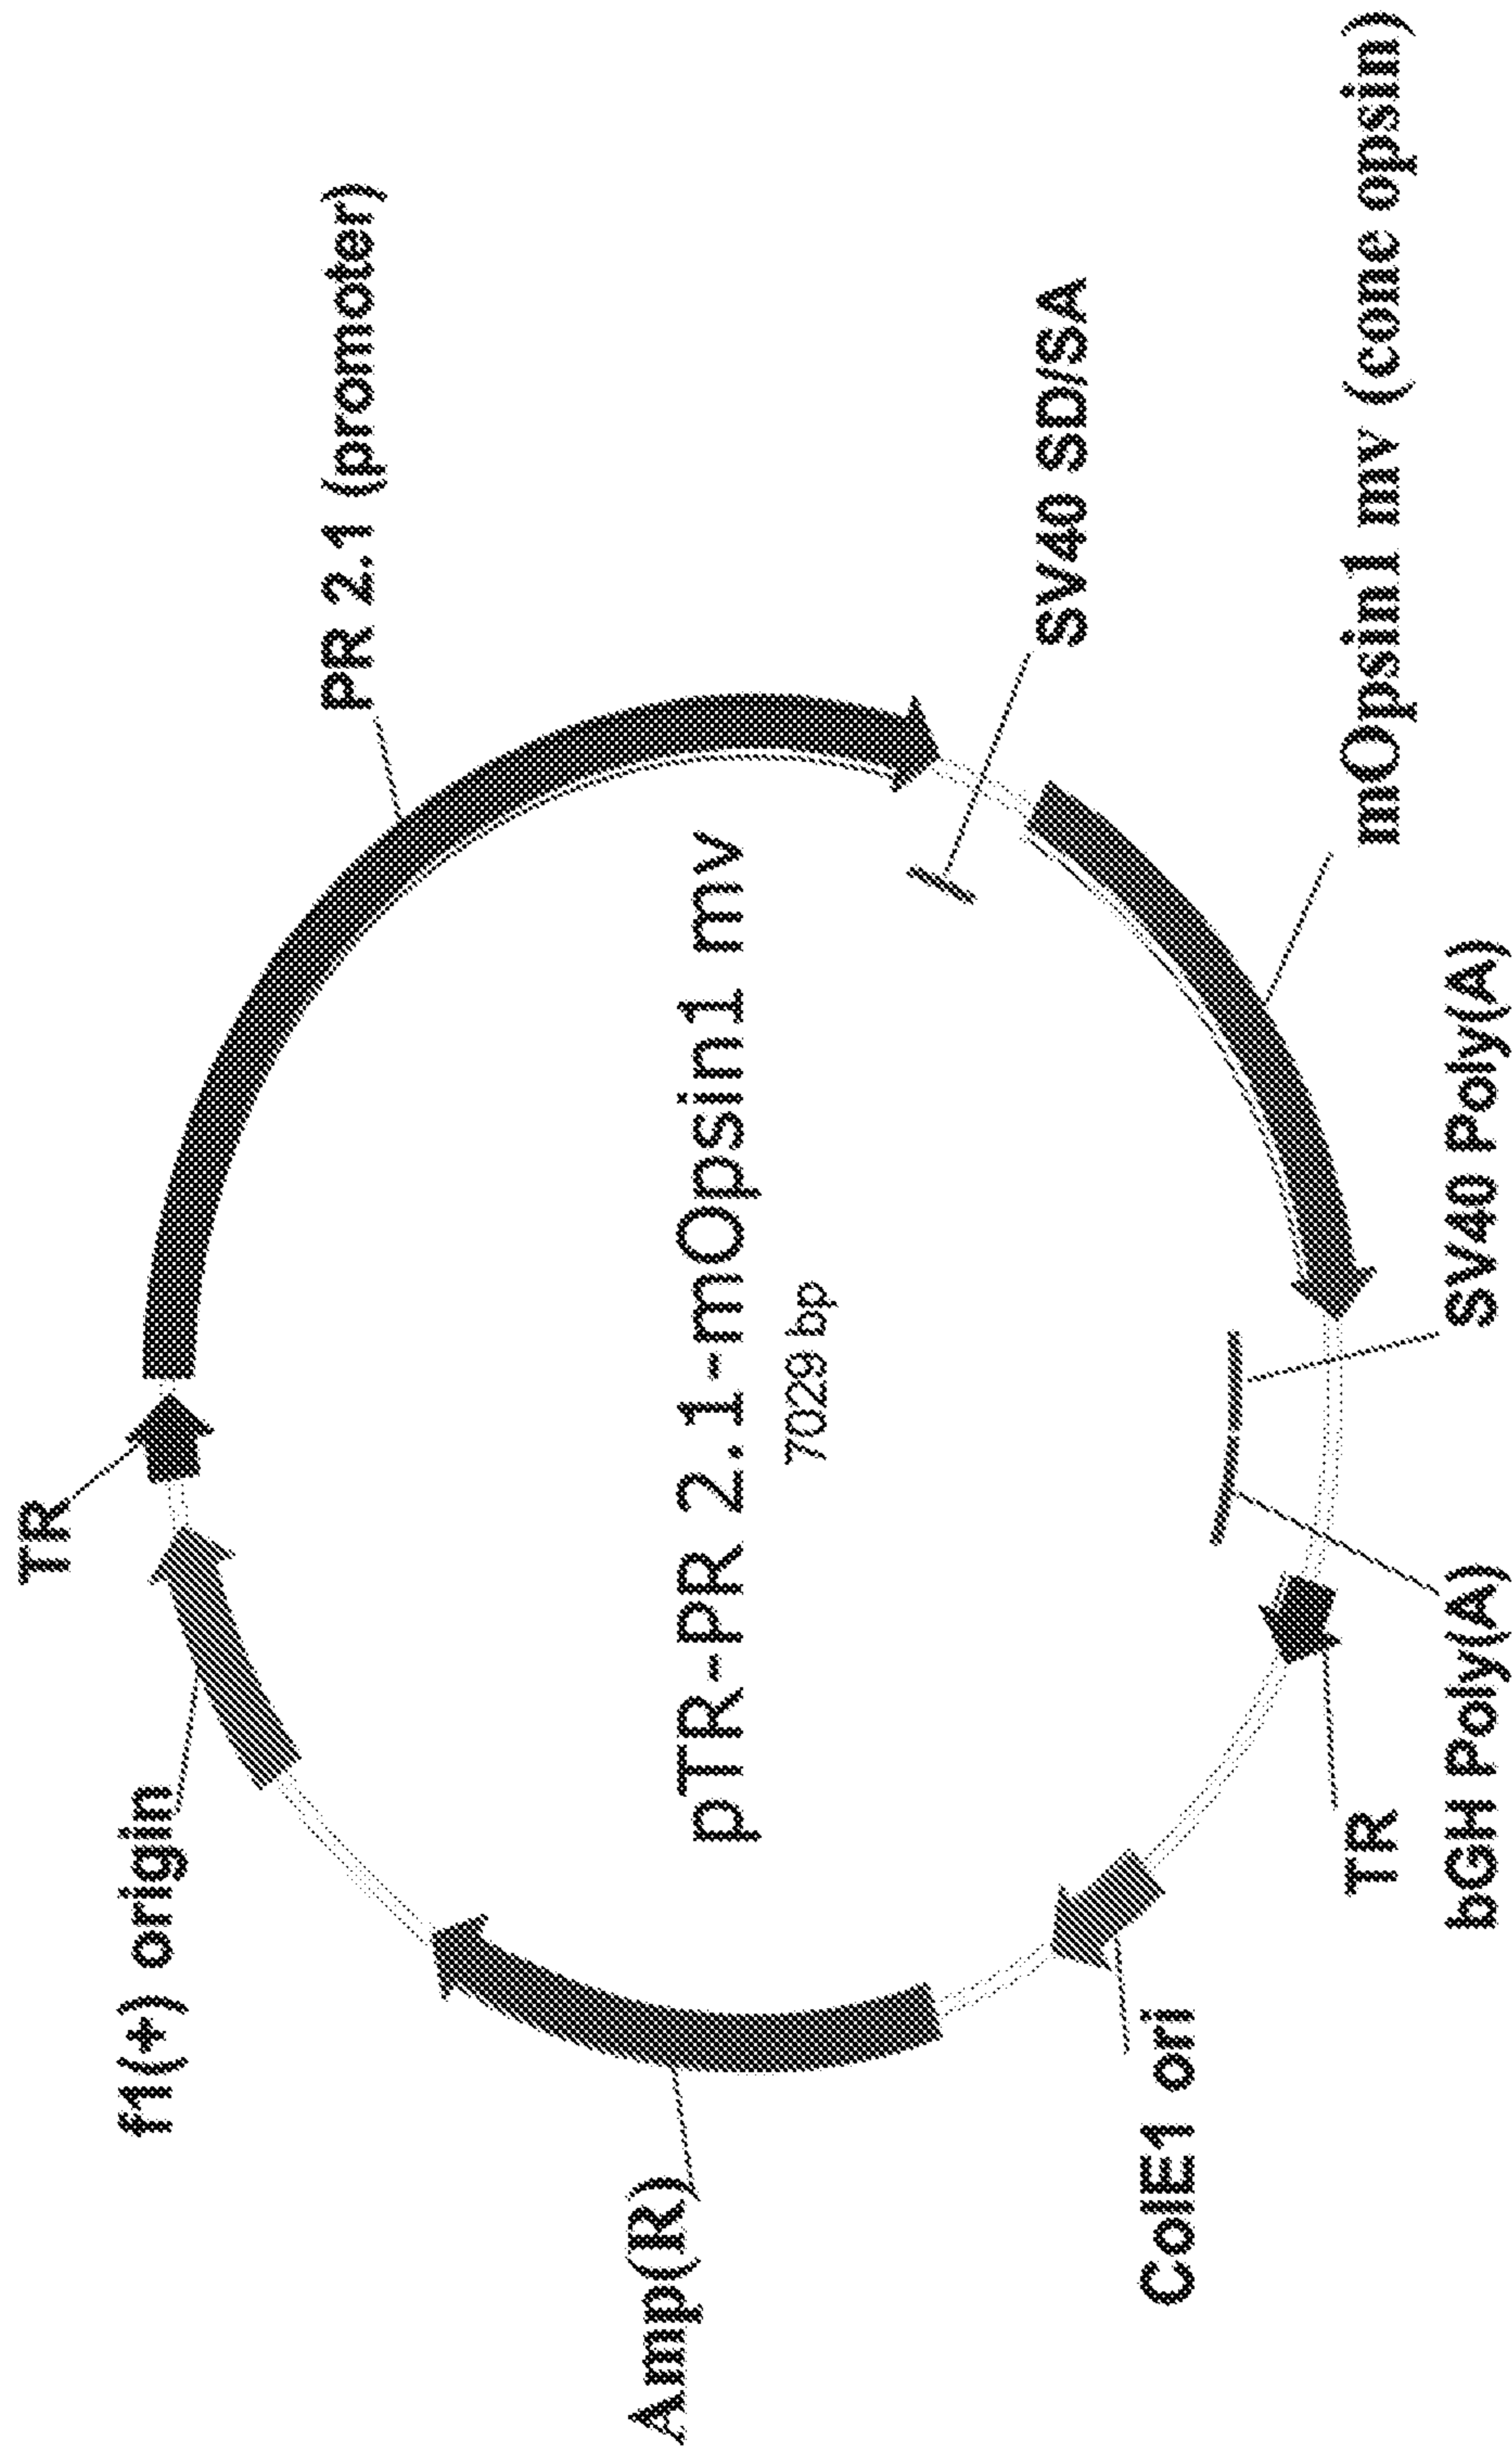 TR
f1(+) origin
PR 2.1 (promoter)
Amp(R)
pTR-PR 2.1-mOpsin1 mv
7029 bp
SV40 SD/SA
ColE1 ori
TR
mOpsin1 mv (cone opsin)
bGH Poly(A)
SV40 Poly(A)